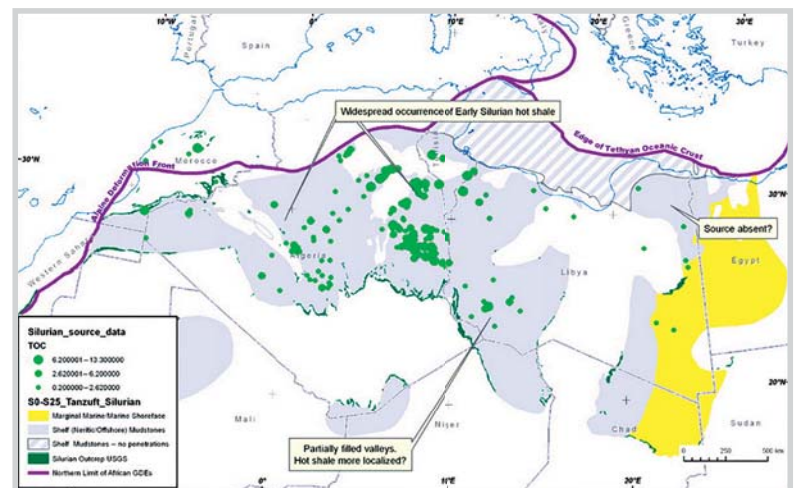 10°W
0°
10°E
20°E
30°E
Portugal
Spain
Italy
Greece
Turkey
Widespread occurrence of Early Silurian hot shale
30°N
Morocco
Edge of Tethyan Oceanic Crust
30°N
Alpine Deformation Front
Source absent?
Western Sahara
Algeria
Libya
Egypt
Silurian_source_data
TOC
6.200001 – 13.300000
2.620001 – 6.200000
0.200000 – 2.620000
S0-S25_Tanzuft_Silurian
Marginal Marine/Marine Shoreface
Shelf (Neritic/Offshore) Mudstones
Shelf Mudstones – no penetrations
Silurian Outcrop USGS
Northern Limit of African GDEs
20°N
Mali
Niger
Chad
Sudan
Partially filled valleys.
Hot shale more localized?
0 250 500 km
0°
10°E
20°E